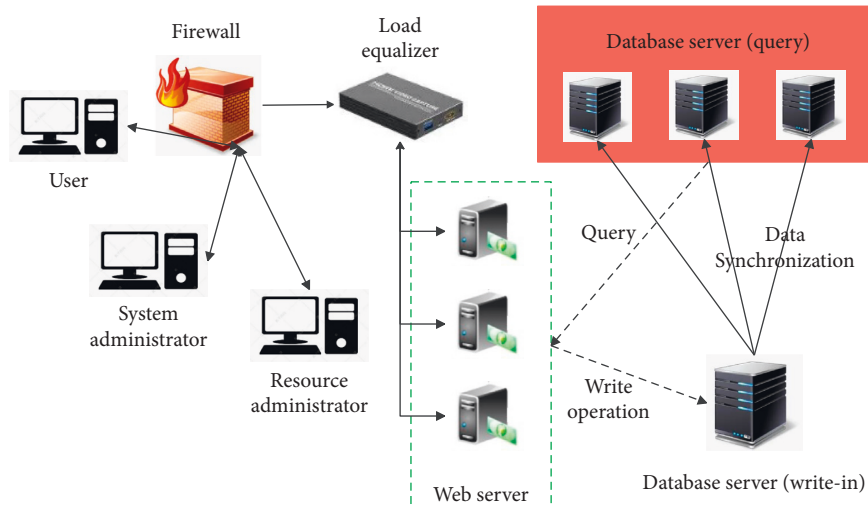 Firewall
Load
equalizer
Database server (query)
User
System
administrator
Resource
administrator
Query
Data
Synchronization
Write
operation
Web server
Database server (write-in)